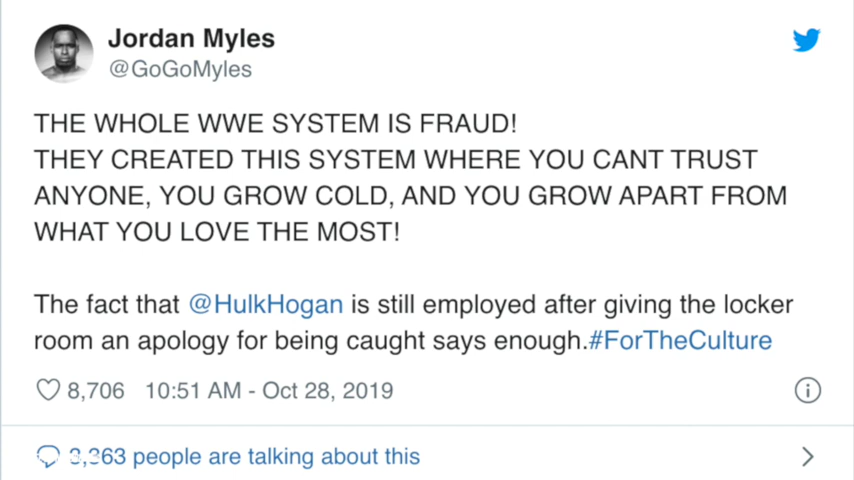 Jordan Myles
@GoGoMyles
THE WHOLE WWE SYSTEM IS FRAUD!
THEY CREATED THIS SYSTEM WHERE YOU CANT TRUST
ANYONE, YOU GROW COLD, AND YOU GROW APART FROM
WHAT YOU LOVE THE MOST!
The fact that @HulkHogan is still employed after giving the locker
room an apology for being caught says enough.#ForTheCulture
8,706 10:51 AM - Oct 28, 2019
people are talking about this